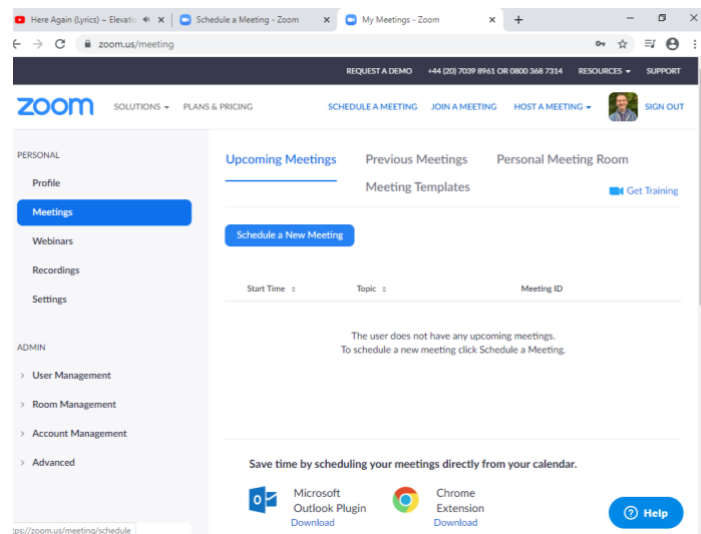 Here Again (Lyrics) – Elevatio
Schedule a Meeting - Zoom
My Meetings - Zoom
zoom.us/meeting
REQUEST A DEMO +44 (20) 7039 8961 OR 0800 368 7314 RESOURCES SUPPORT
zoom SOLUTIONS PLANS & PRICING SCHEDULE A MEETING JOIN A MEETING HOST A MEETING SIGN OUT
PERSONAL
Profile
Meetings
Webinars
Recordings
Settings
ADMIN
User Management
Room Management
Account Management
Advanced
Upcoming Meetings Previous Meetings Personal Meeting Room
Meeting Templates
Get Training
Schedule a New Meeting
Start Time Topic Meeting ID
The user does not have any upcoming meetings.
To schedule a new meeting click Schedule a Meeting.
Save time by scheduling your meetings directly from your calendar.
Microsoft
Outlook Plugin
Download
Chrome
Extension
Download
Help
tps://zoom.us/meeting/schedule